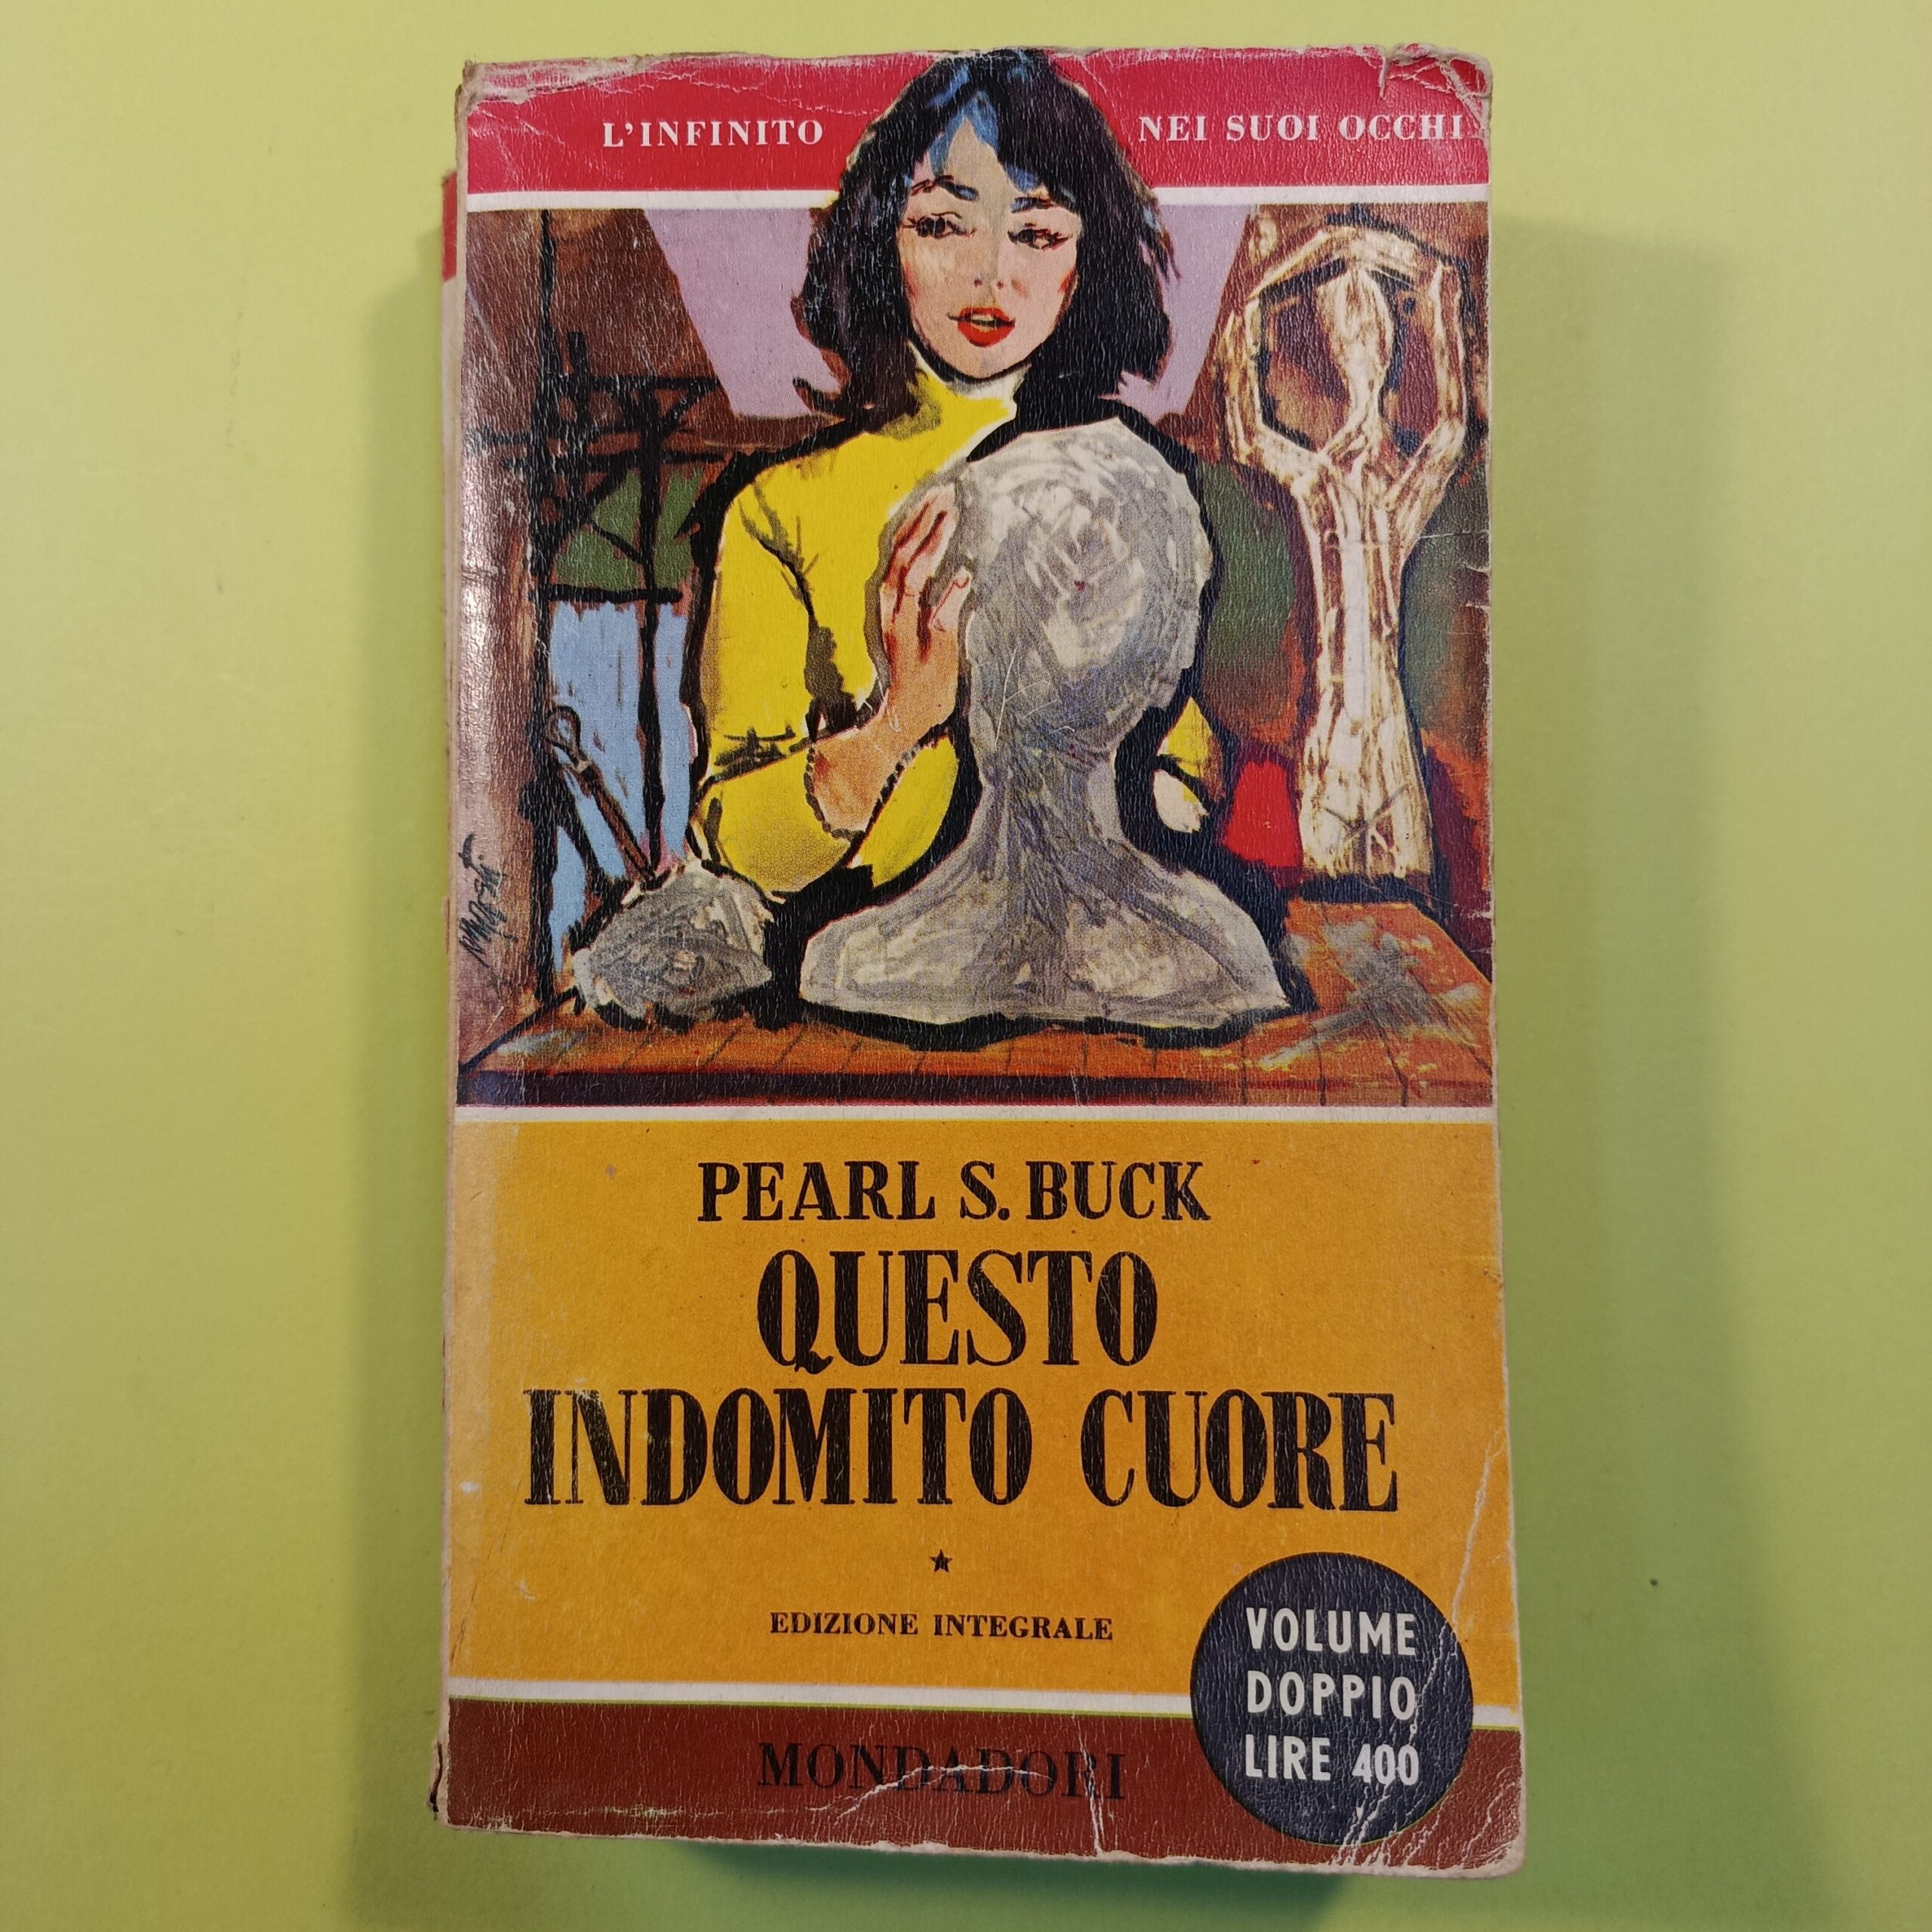 L'INFINITO NEI SUOI OCCHI
PEARL S. BUCK
QUESTO
INDOMITO CUORE
EDIZIONE INTEGRALE
VOLUME
DOPPIO
LIRE 400
MONDADORI